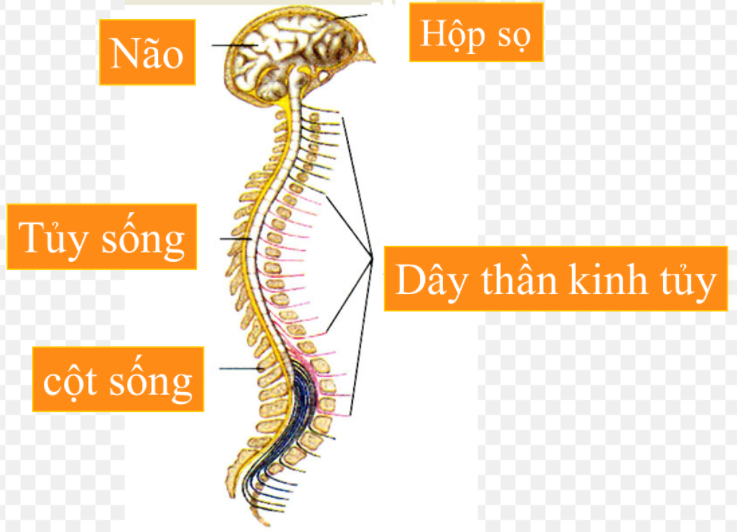 Hộp sọ
Não
Tủy sống
Dây thần kinh tủy
cột sống